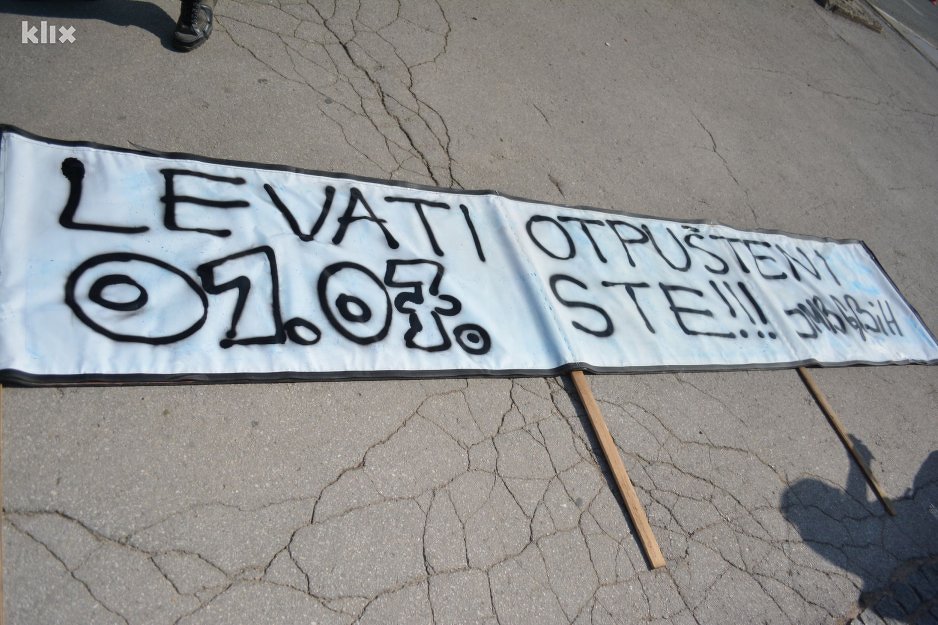 klix
LEVATI OTPUŠTENI
01.07. STE!!!